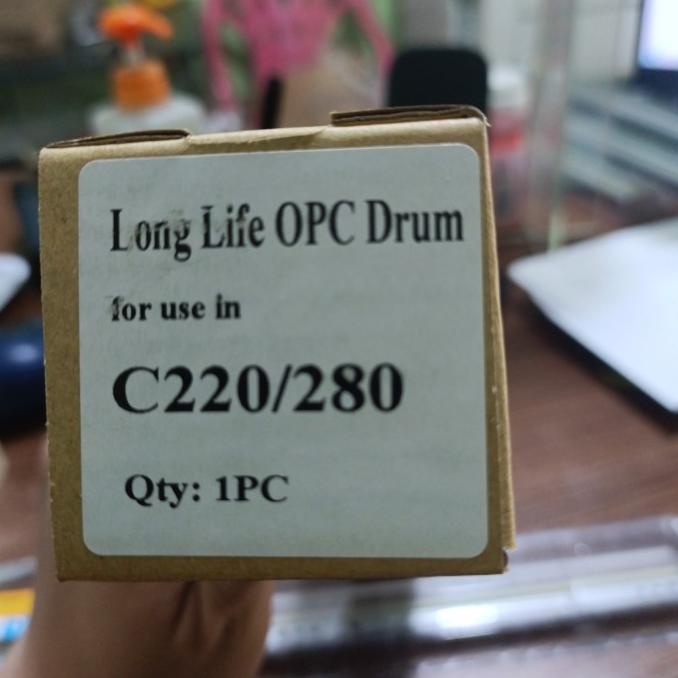 Long Life OPC Drum
for use in
C220/280
Qty: 1PC